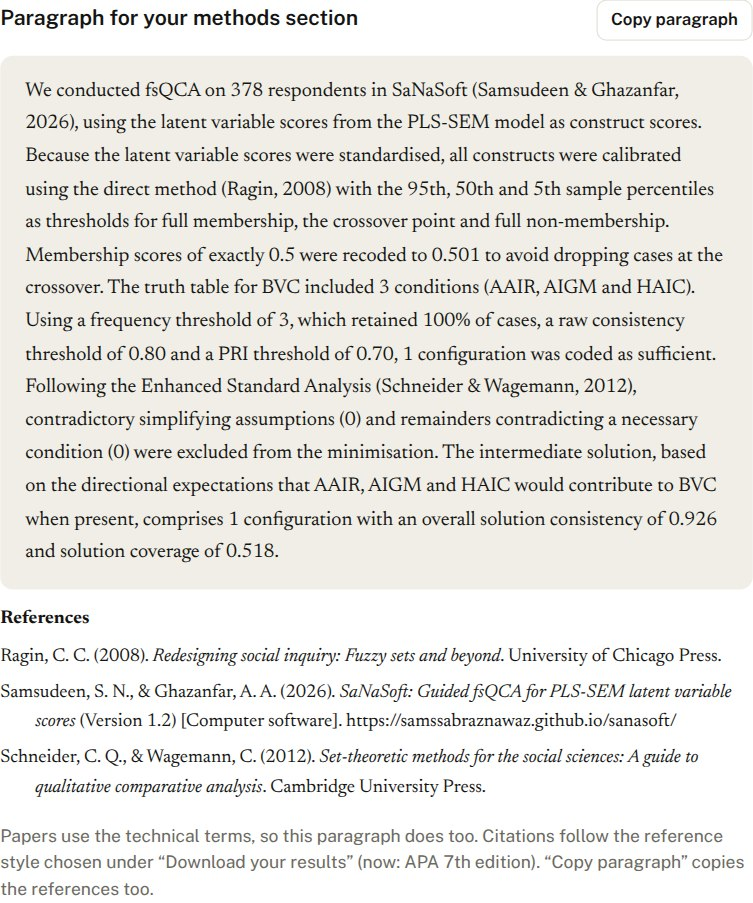 Paragraph for your methods section
Copy paragraph
We conducted fsQCA on 378 respondents in SaNaSoft (Samsudeen & Ghazanfar,
2026), using the latent variable scores from the PLS-SEM model as construct scores.
Because the latent variable scores were standardised, all constructs were calibrated
using the direct method (Ragin, 2008) with the 95th, 50th and 5th sample percentiles
as thresholds for full membership, the crossover point and full non-membership.
Membership scores of exactly 0.5 were recoded to 0.501 to avoid dropping cases at the
crossover. The truth table for BVC included 3 conditions (AAIR, AIGM and HAIC).
Using a frequency threshold of 3, which retained 100% of cases, a raw consistency
threshold of 0.80 and a PRI threshold of 0.70, 1 configuration was coded as sufficient.
Following the Enhanced Standard Analysis (Schneider & Wagemann, 2012),
contradictory simplifying assumptions (0) and remainders contradicting a necessary
condition (0) were excluded from the minimisation. The intermediate solution, based
on the directional expectations that AAIR, AIGM and HAIC would contribute to BVC
when present, comprises 1 configuration with an overall solution consistency of 0.926
and solution coverage of 0.518.
References
Ragin, C. C. (2008). Redesigning social inquiry: Fuzzy sets and beyond. University of Chicago Press.
Samsudeen, S. N., & Ghazanfar, A. A. (2026). SaNaSoft: Guided fsQCA for PLS-SEM latent variable
scores (Version 1.2) [Computer software]. https://samssabraznawaz.github.io/sanasoft/
Schneider, C. Q., & Wagemann, C. (2012). Set-theoretic methods for the social sciences: A guide to
qualitative comparative analysis. Cambridge University Press.
Papers use the technical terms, so this paragraph does too. Citations follow the reference
style chosen under “Download your results” (now: APA 7th edition). “Copy paragraph” copies
the references too.